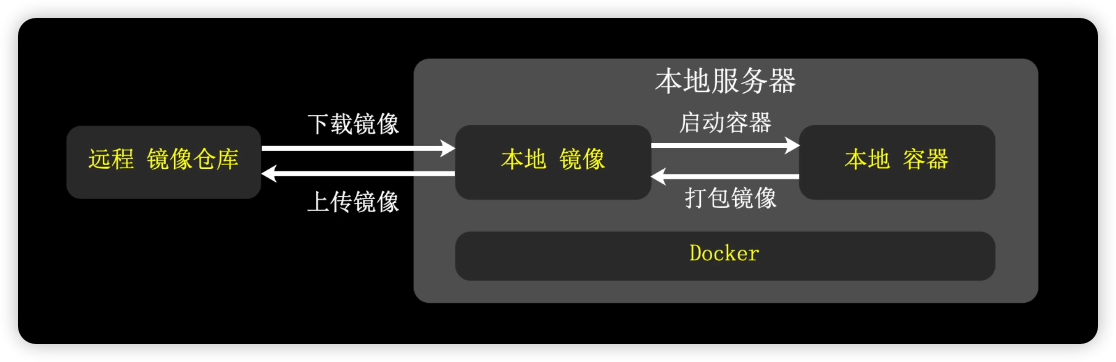 本地服务器
下载镜像
启动容器
远程 镜像仓库
本地 镜像
本地 容器
上传镜像
打包镜像
Docker